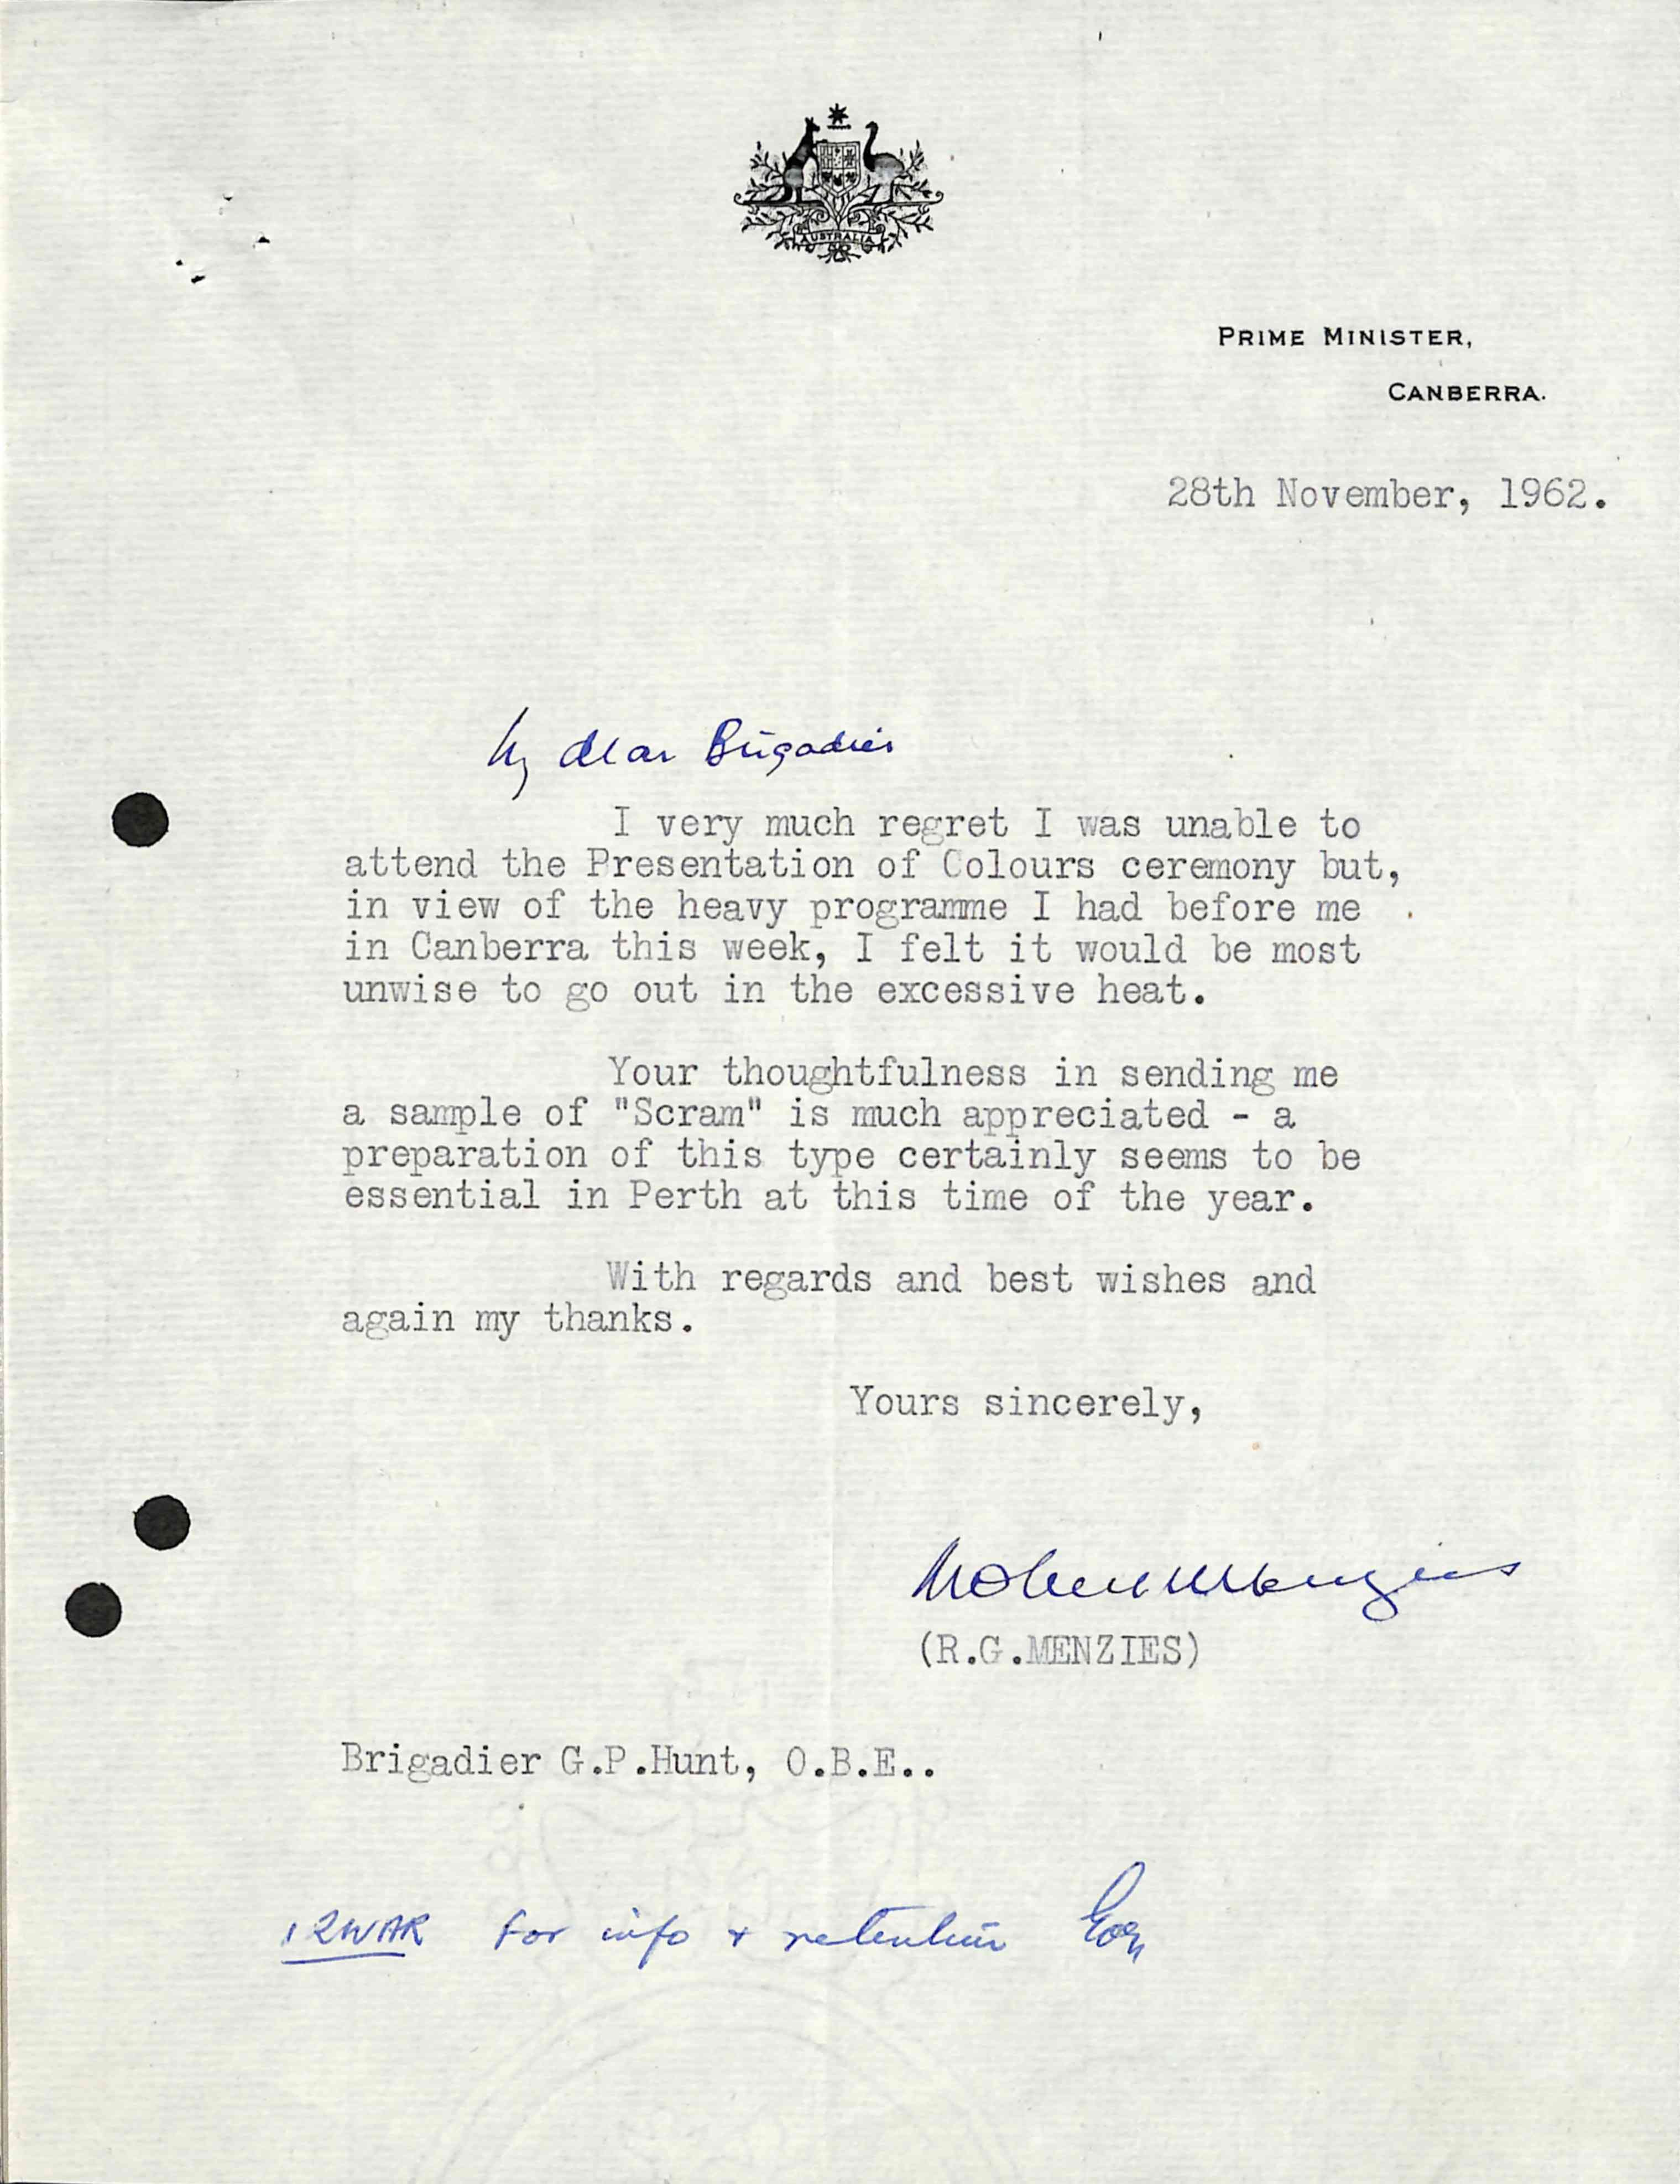 AUSTRALIA
PRIME MINISTER,
CANBERRA.
28th November, 1962.
My dear Brigadier
I very much regret I was unable to
attend the Presentation of Colours ceremony but,
in view of the heavy programme I had before me
in Canberra this week, I felt it would be most
unwise to go out in the excessive heat.
Your thoughtfulness in sending me
a sample of "Scram" is much appreciated - a
preparation of this type certainly seems to be
essential in Perth at this time of the year.
With regards and best wishes and
again my thanks.
Yours sincerely,
Robert Menzies
(R.G.MENZIES)
Brigadier G.P.Hunt, O.B.E..
for info + retention